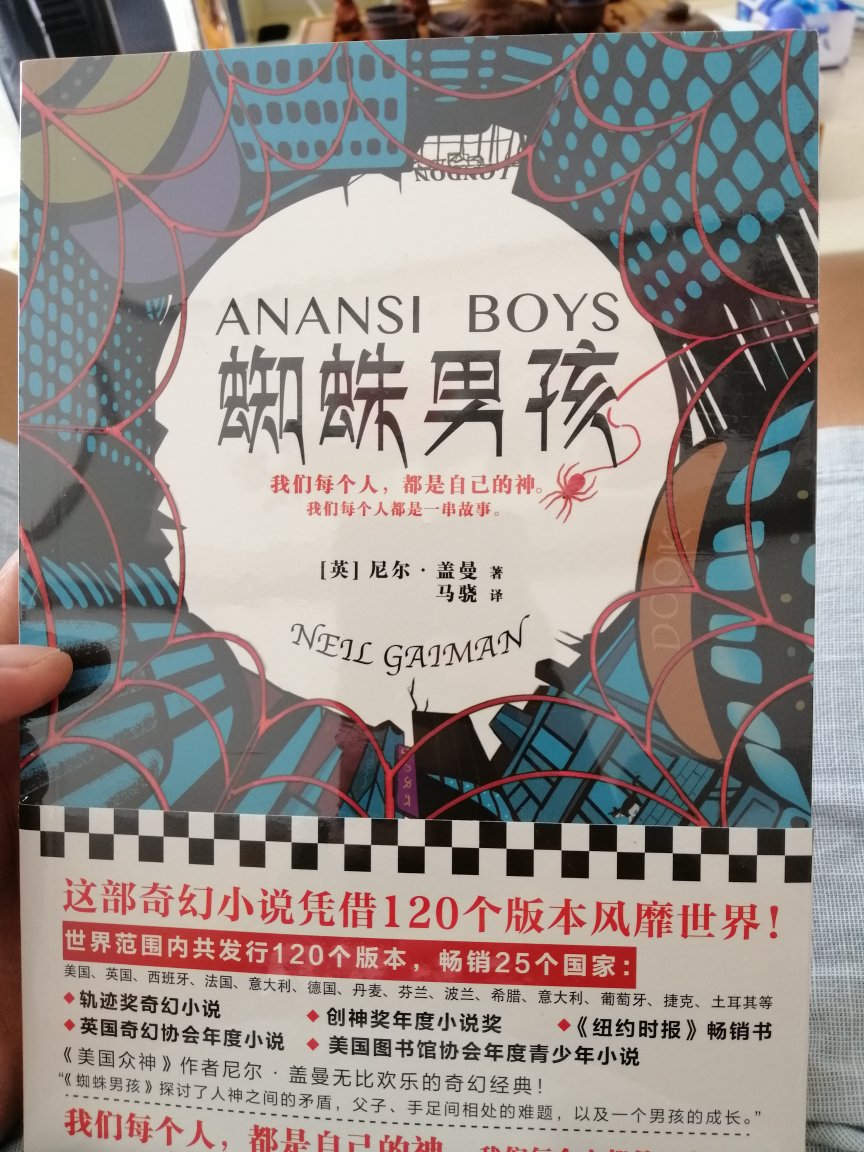 LONDON
ANANSI BOYS
蜘蛛男孩
我们每个人，都是自己的神。
我们每个人都是一串故事。
[英] 尼尔·盖曼 著
马骁 译
NEIL GAIMAN
DOOK
这部奇幻小说凭借120个版本风靡世界！
世界范围内共发行120个版本，畅销25个国家：
美国、英国、西班牙、法国、意大利、德国、丹麦、芬兰、波兰、希腊、意大利、葡萄牙、捷克、土耳其等
◆轨迹奖奇幻小说 ◆创神奖年度小说奖 ◆《纽约时报》畅销书
◆英国奇幻协会年度小说 ◆美国图书馆协会年度青少年小说
《美国众神》作者尼尔·盖曼无比欢乐的奇幻经典！
“《蜘蛛男孩》探讨了人神之间的矛盾，父子、手足间相处的难题，以及一个男孩的成长。”
我们每个人，都是自己的神。我们每个人都是